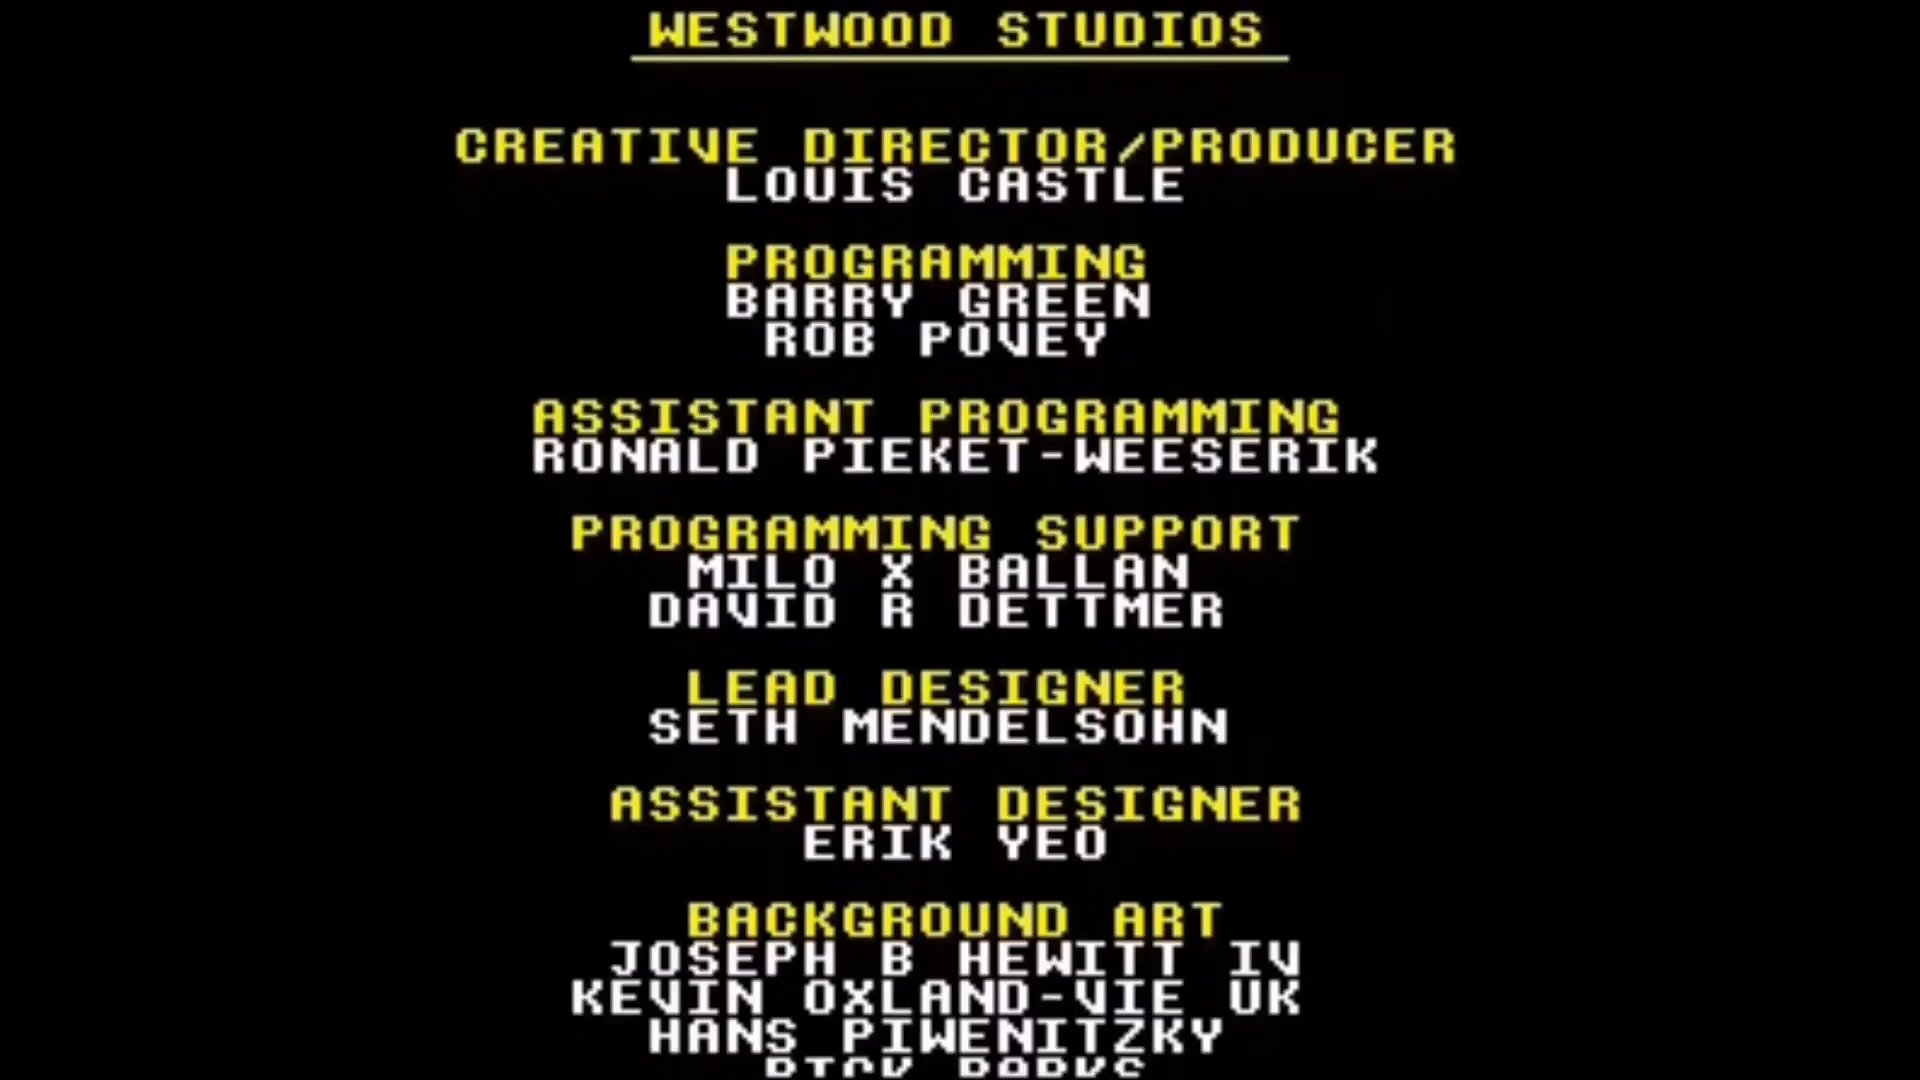 WESTWOOD STUDIOS
CREATIVE DIRECTOR/PRODUCER
LOUIS CASTLE
PROGRAMMING
BARRY GREEN
ROB POVEY
ASSISTANT PROGRAMMING
RONALD PIEKET-WEESERIK
PROGRAMMING SUPPORT
MILO X BALLAN
DAVID R DETTMER
LEAD DESIGNER
SETH MENDELSOHN
ASSISTANT DESIGNER
ERIK YEO
BACKGROUND ART
JOSEPH B HEWITT IV
KEVIN OXLAND-VIE UK
HANS PIWENITZKY